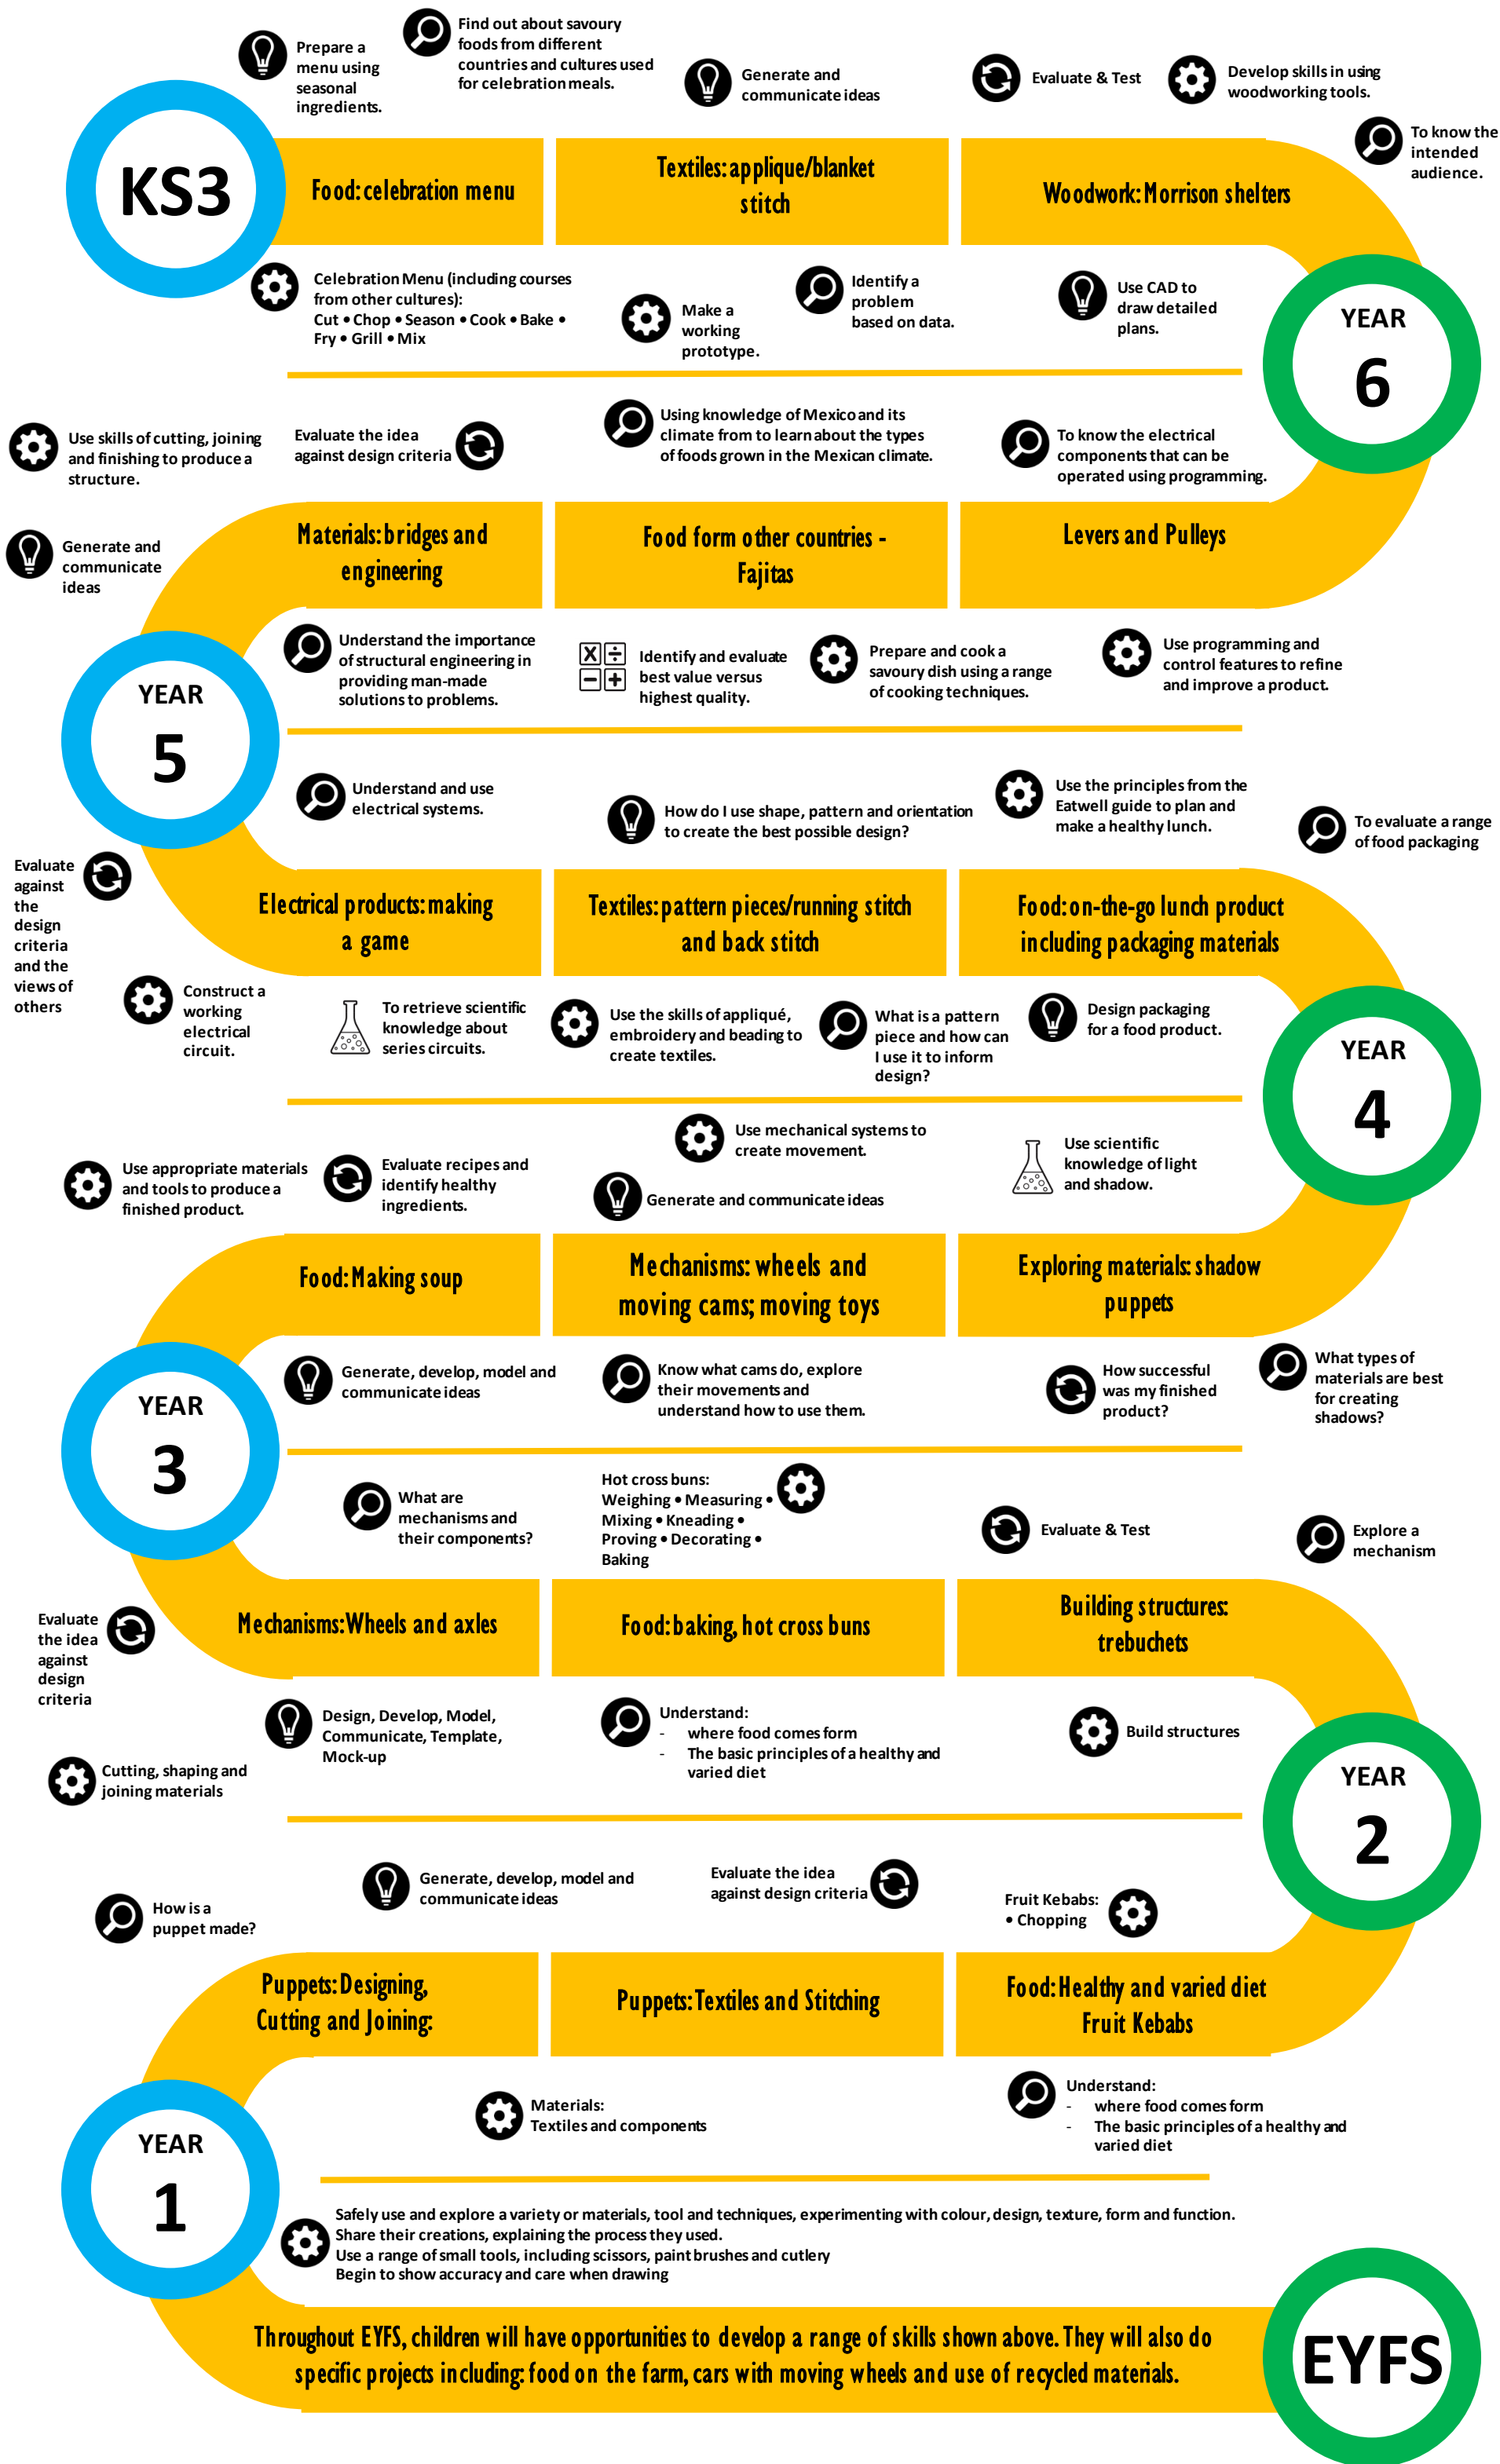 Prepare a
menu using
seasonal
ingredients.
Find out about savoury
foods from different
countries and cultures used
for celebration meals.
Generate and
communicate ideas
Evaluate & Test
Develop skills in using
woodworking tools.
To know the
intended
audience.
KS3
Food: celebration menu
Textiles: applique/blanket
stitch
Woodwork: Morrison shelters
Celebration Menu (including courses
from other cultures):
Cut • Chop • Season • Cook • Bake •
Fry • Grill • Mix
Make a
working
prototype.
Identify a
problem
based on data.
Use CAD to
draw detailed
plans.
YEAR
6
Use skills of cutting, joining
and finishing to produce a
structure.
Evaluate the idea
against design criteria
Using knowledge of Mexico and its
climate from to learn about the types
of foods grown in the Mexican climate.
To know the electrical
components that can be
operated using programming.
Generate and
communicate
ideas
Materials: bridges and
engineering
Food form other countries -
Fajitas
Levers and Pulleys
Understand the importance
of structural engineering in
providing man-made
solutions to problems.
Identify and evaluate
best value versus
highest quality.
Prepare and cook a
savoury dish using a range
of cooking techniques.
Use programming and
control features to refine
and improve a product.
YEAR
5
Understand and use
electrical systems.
How do I use shape, pattern and orientation
to create the best possible design?
Use the principles from the
Eatwell guide to plan and
make a healthy lunch.
To evaluate a range
of food packaging
Evaluate
against
the
design
criteria
and the
views of
others
Electrical products: making
a game
Textiles: pattern pieces/running stitch
and back stitch
Food: on-the-go lunch product
including packaging materials
Construct a
working
electrical
circuit.
To retrieve scientific
knowledge about
series circuits.
Use the skills of appliqué,
embroidery and beading to
create textiles.
What is a pattern
piece and how can
I use it to inform
design?
Design packaging
for a food product.
YEAR
4
Use appropriate materials
and tools to produce a
finished product.
Evaluate recipes and
identify healthy
ingredients.
Use mechanical systems to
create movement.
Generate and communicate ideas
Use scientific
knowledge of light
and shadow.
Food: Making soup
Mechanisms: wheels and
moving cams; moving toys
Exploring materials: shadow
puppets
Generate, develop, model and
communicate ideas
Know what cams do, explore
their movements and
understand how to use them.
How successful
was my finished
product?
What types of
materials are best
for creating
shadows?
YEAR
3
What are
mechanisms and
their components?
Hot cross buns:
Weighing • Measuring •
Mixing • Kneading •
Proving • Decorating •
Baking
Evaluate & Test
Explore a
mechanism
Evaluate
the idea
against
design
criteria
Mechanisms: Wheels and axles
Food: baking, hot cross buns
Building structures:
trebuchets
Design, Develop, Model,
Communicate, Template,
Mock-up
Understand:
- where food comes form
- The basic principles of a healthy and
varied diet
Build structures
Cutting, shaping and
joining materials
YEAR
2
How is a
puppet made?
Generate, develop, model and
communicate ideas
Evaluate the idea
against design criteria
Fruit Kebabs:
• Chopping
Puppets: Designing,
Cutting and Joining:
Puppets: Textiles and Stitching
Food: Healthy and varied diet
Fruit Kebabs
Materials:
Textiles and components
Understand:
- where food comes form
- The basic principles of a healthy and
varied diet
YEAR
1
Safely use and explore a variety or materials, tool and techniques, experimenting with colour, design, texture, form and function.
Share their creations, explaining the process they used.
Use a range of small tools, including scissors, paint brushes and cutlery
Begin to show accuracy and care when drawing
Throughout EYFS, children will have opportunities to develop a range of skills shown above. They will also do
specific projects including: food on the farm, cars with moving wheels and use of recycled materials.
EYFS